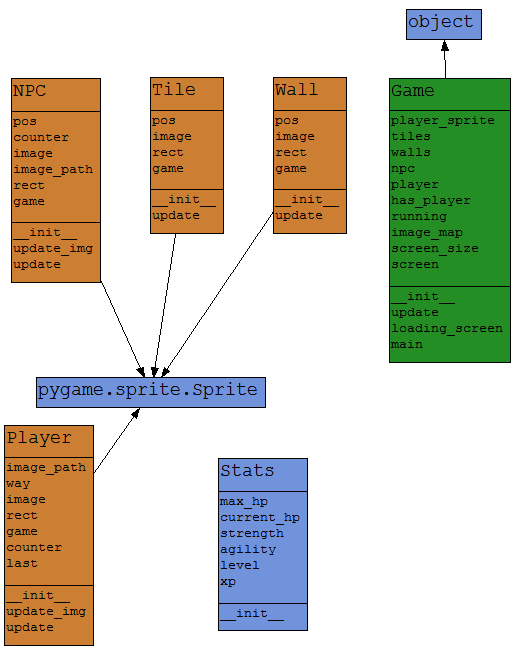 object
NPC
pos
counter
image
image_path
rect
game
__init__
update_img
update
Tile
pos
image
rect
game
__init__
update
Wall
pos
image
rect
game
__init__
update
Game
player_sprite
tiles
walls
npc
player
has_player
running
image_map
screen_size
screen
__init__
update
loading_screen
main
pygame.sprite.Sprite
Player
image_path
way
image
rect
game
counter
last
__init__
update_img
update
Stats
max_hp
current_hp
strength
agility
level
xp
__init__